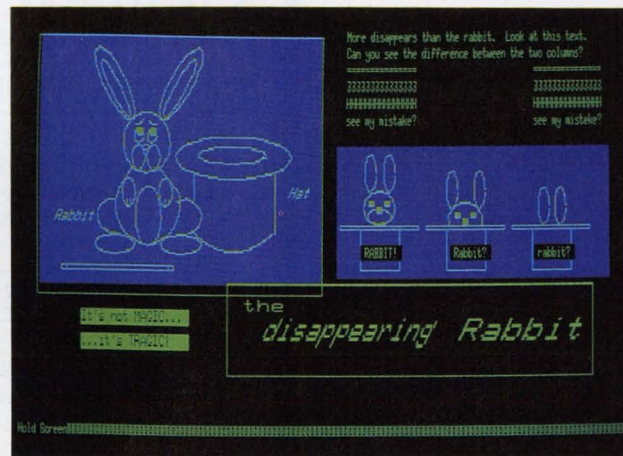 More disappears than the rabbit. Look at this text.
Can you see the difference between the two columns?
see my mistake? see my misteke?
Rabbit
Hat
RABBIT! Rabbit? rabbit?
It's not MAGIC...
...it's TRAGIC!
the
disappearing Rabbit
Hold Screen